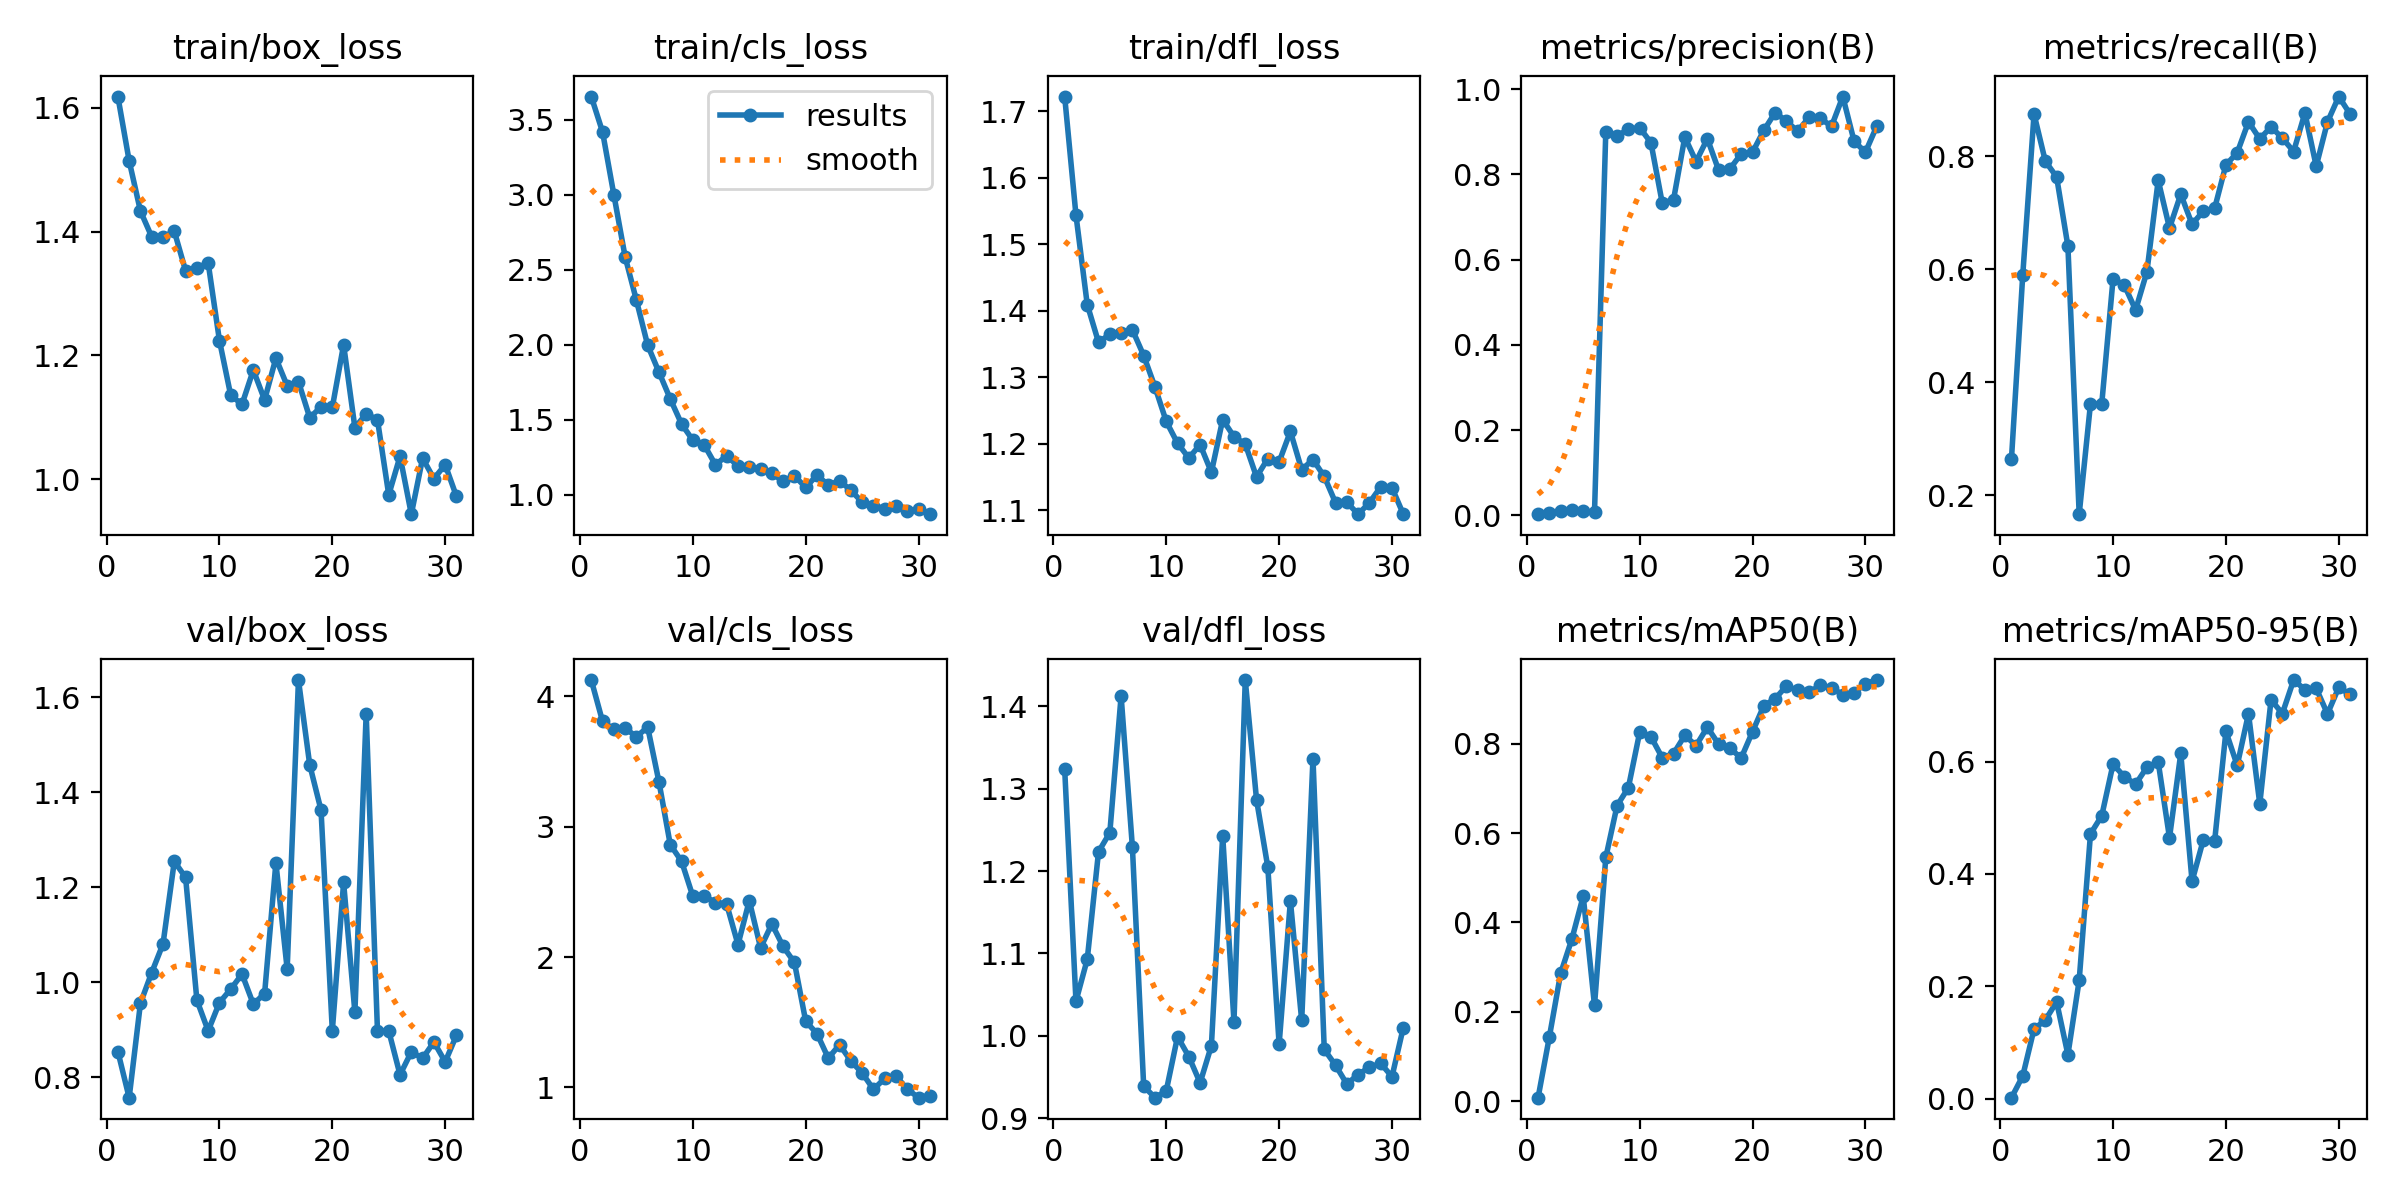 train/box_loss
1.6
1.4
1.2
1.0
0 10 20 30
train/cls_loss
results
smooth
3.5
3.0
2.5
2.0
1.5
1.0
0 10 20 30
train/dfl_loss
1.7
1.6
1.5
1.4
1.3
1.2
1.1
0 10 20 30
metrics/precision(B)
1.0
0.8
0.6
0.4
0.2
0.0
0 10 20 30
metrics/recall(B)
0.8
0.6
0.4
0.2
0 10 20 30
val/box_loss
1.6
1.4
1.2
1.0
0.8
0 10 20 30
val/cls_loss
4
3
2
1
0 10 20 30
val/dfl_loss
1.4
1.3
1.2
1.1
1.0
0.9
0 10 20 30
metrics/mAP50(B)
0.8
0.6
0.4
0.2
0.0
0 10 20 30
metrics/mAP50-95(B)
0.6
0.4
0.2
0.0
0 10 20 30